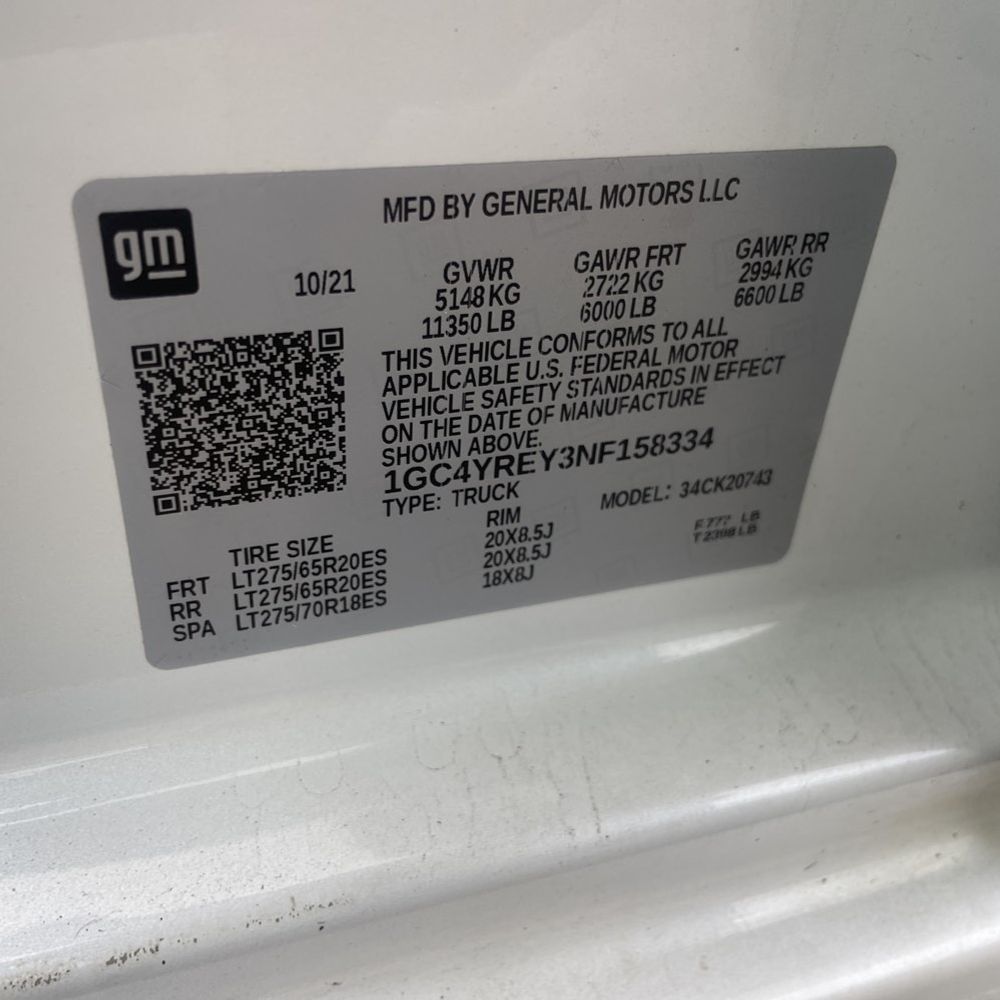 gm
MFD BY GENERAL MOTORS LLC
10/21
GVWR
5148 KG
11350 LB
GAWR FRT
2722 KG
6000 LB
GAWR RR
2994 KG
6600 LB
THIS VEHICLE CONFORMS TO ALL
APPLICABLE U.S. FEDERAL MOTOR
VEHICLE SAFETY STANDARDS IN EFFECT
ON THE DATE OF MANUFACTURE
SHOWN ABOVE.
1GC4YREY3NF158334
TYPE: TRUCK
MODEL: 34CK20743
TIRE SIZE
RIM
FRT LT275/65R20ES 20X8.5J
RR LT275/65R20ES 20X8.5J
SPA LT275/70R18ES 18X8J
F LB
T LB